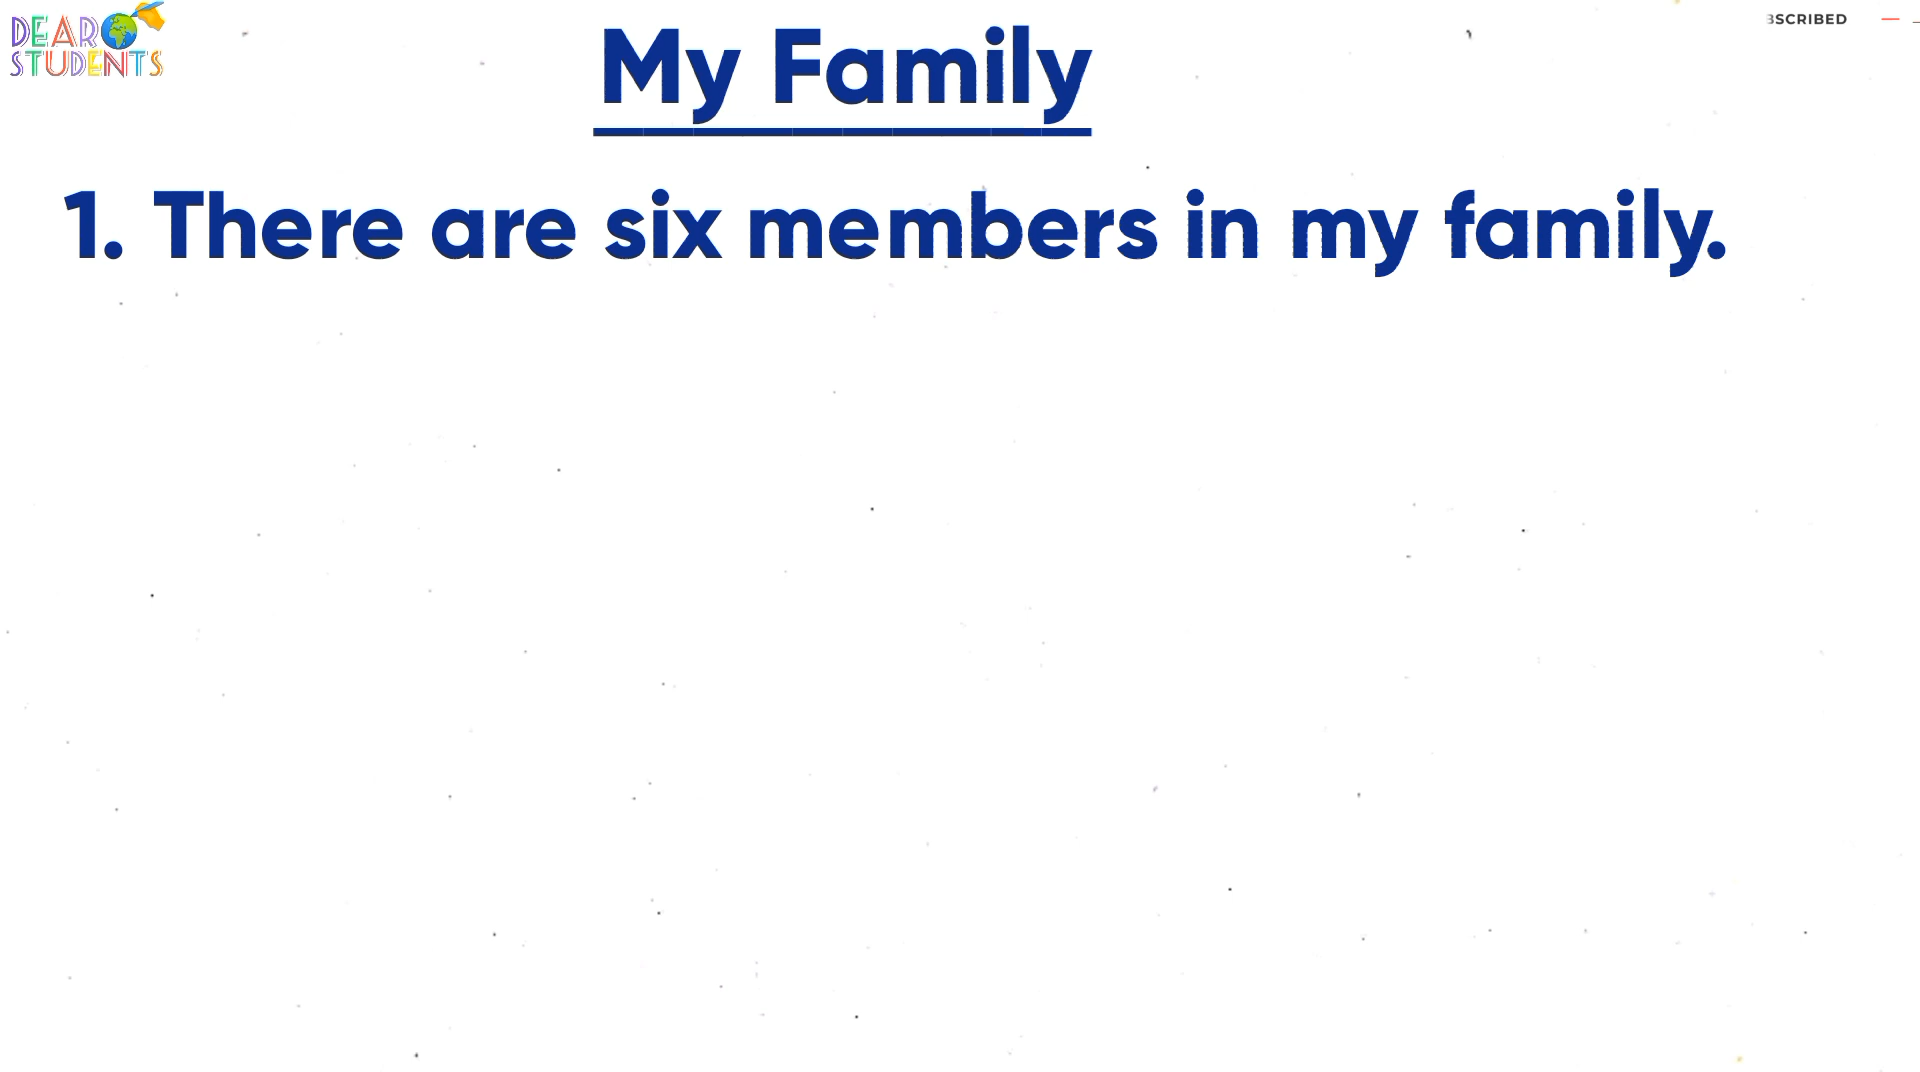 DEAR
STUDENTS
SCRIBED
My Family
1. There are six members in my family.